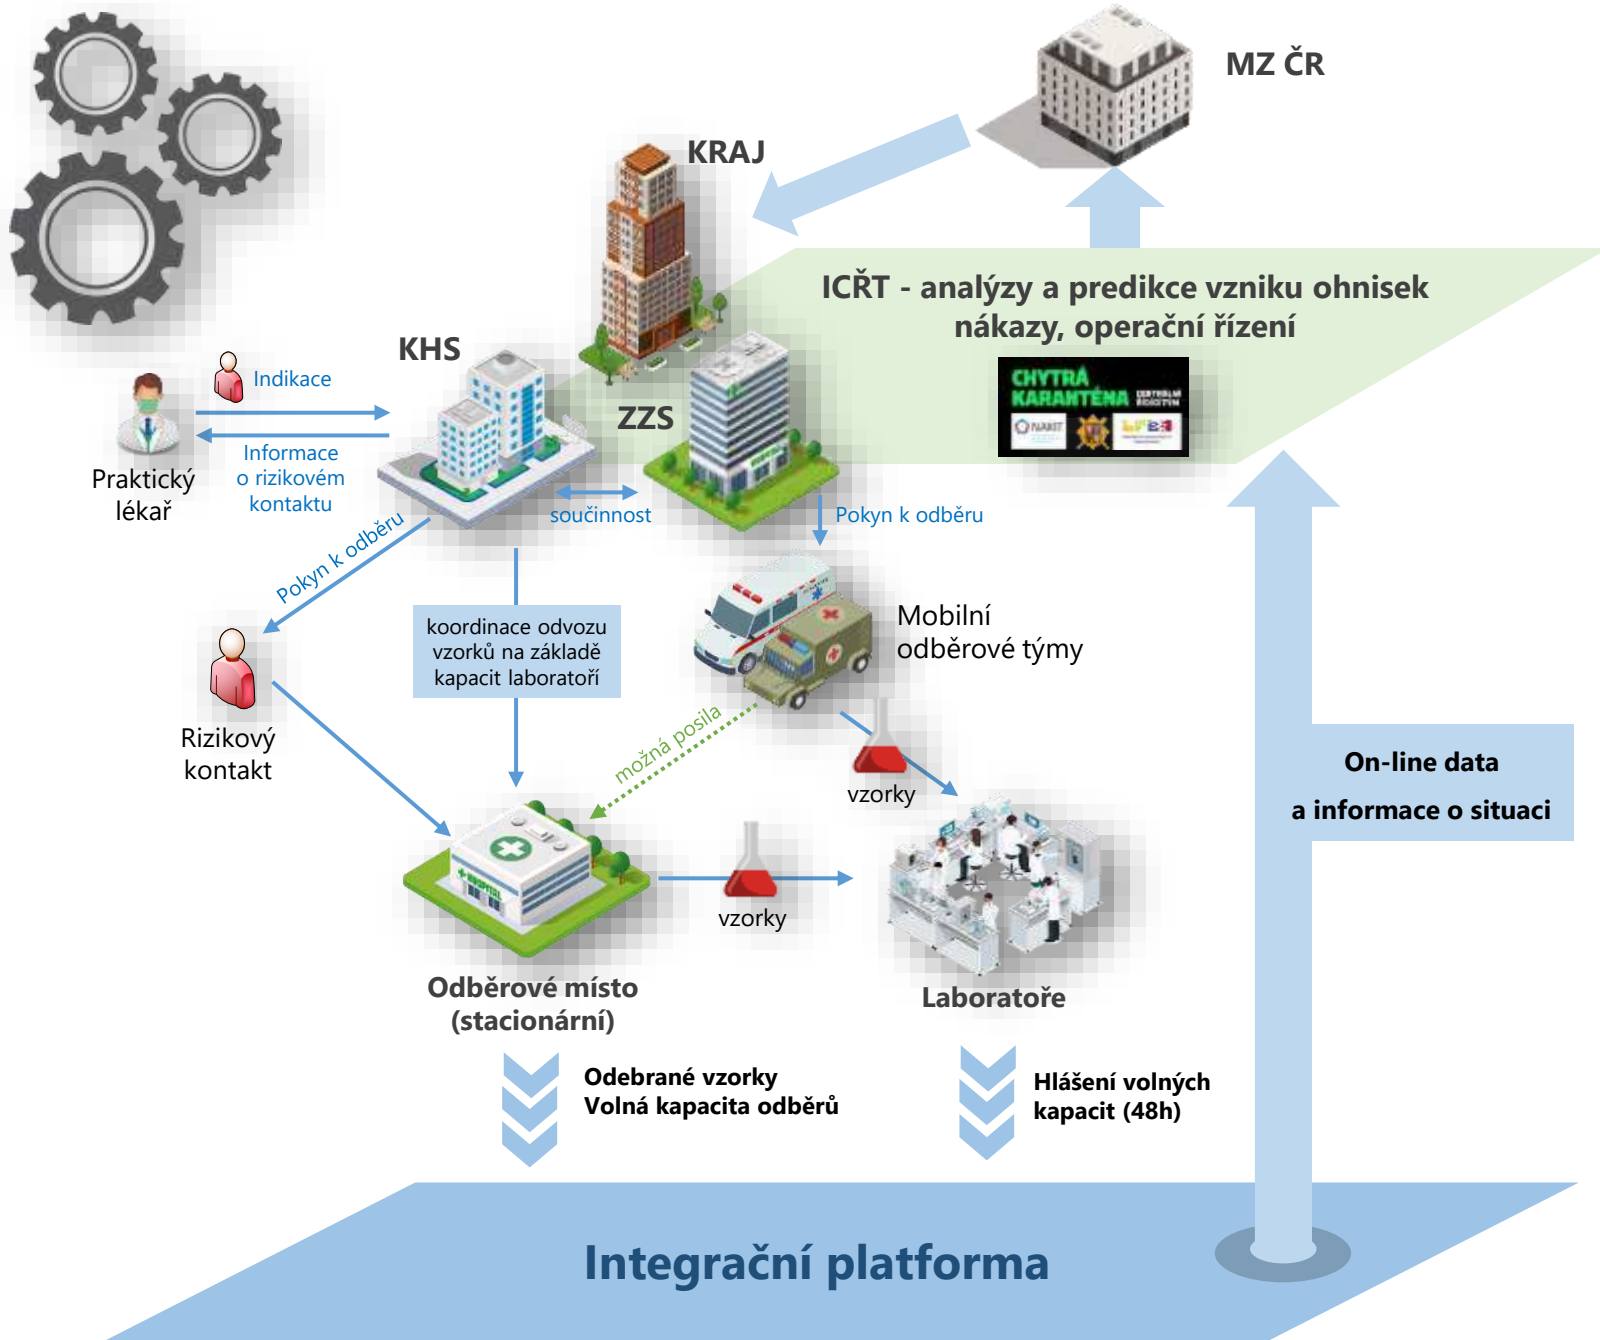 MZ ČR
KRAJ
ICŘT - analýzy a predikce vzniku ohnisek
nákazy, operační řízení
CHYTRÁ
KARANTÉNA
NAKIT
KHS
Indikace
ZZS
Informace
o rizikovém
kontaktu
Praktický
lékař
součinnost
Pokyn k odběru
Pokyn k odběru
koordinace odvozu
vzorků na základě
kapacit laboratoří
Mobilní
odběrové týmy
HOSPITAL
Rizikový
kontakt
možná posila
vzorky
On-line data
a informace o situaci
vzorky
Odběrové místo
(stacionární)
Laboratoře
Odebrané vzorky
Volná kapacita odběrů
Hlášení volných
kapacit (48h)
Integrační platforma